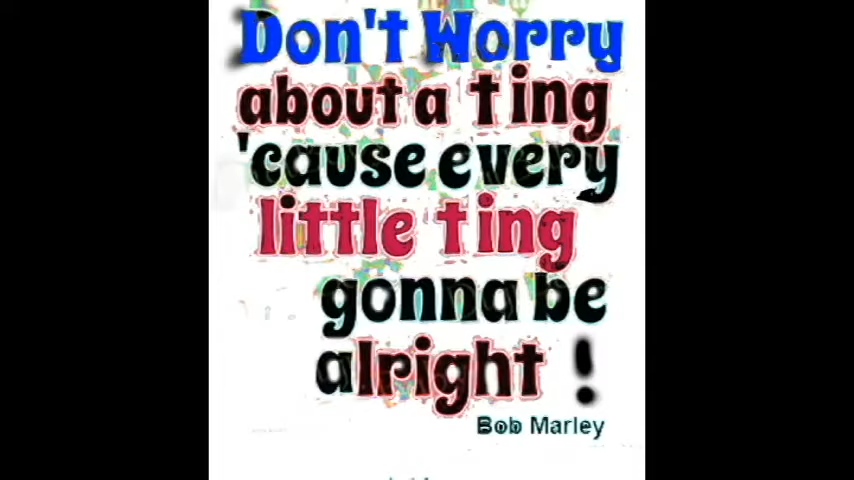 Don't Worry
about a ting
'cause every
little ting
gonna be
alright !
Bob Marley